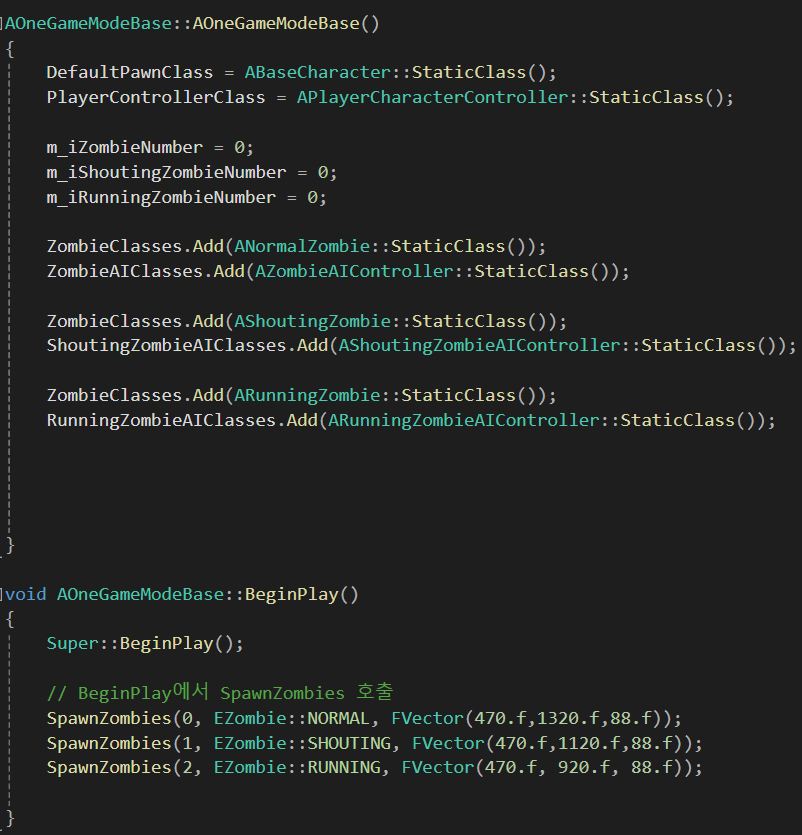 AOneGameModeBase::AOneGameModeBase()
{
    DefaultPawnClass = ABaseCharacter::StaticClass();
    PlayerControllerClass = APlayerCharacterController::StaticClass();

    m_iZombieNumber = 0;
    m_iShoutingZombieNumber = 0;
    m_iRunningZombieNumber = 0;

    ZombieClasses.Add(ANormalZombie::StaticClass());
    ZombieAIClasses.Add(AZombieAIController::StaticClass());

    ZombieClasses.Add(AShoutingZombie::StaticClass());
    ShoutingZombieAIClasses.Add(AShoutingZombieAIController::StaticClass());

    ZombieClasses.Add(ARunningZombie::StaticClass());
    RunningZombieAIClasses.Add(ARunningZombieAIController::StaticClass());

}

void AOneGameModeBase::BeginPlay()
{
    Super::BeginPlay();

    // BeginPlay에서 SpawnZombies 호출
    SpawnZombies(0, EZombie::NORMAL, FVector(470.f,1320.f,88.f));
    SpawnZombies(1, EZombie::SHOUTING, FVector(470.f,1120.f,88.f));
    SpawnZombies(2, EZombie::RUNNING, FVector(470.f, 920.f, 88.f));

}